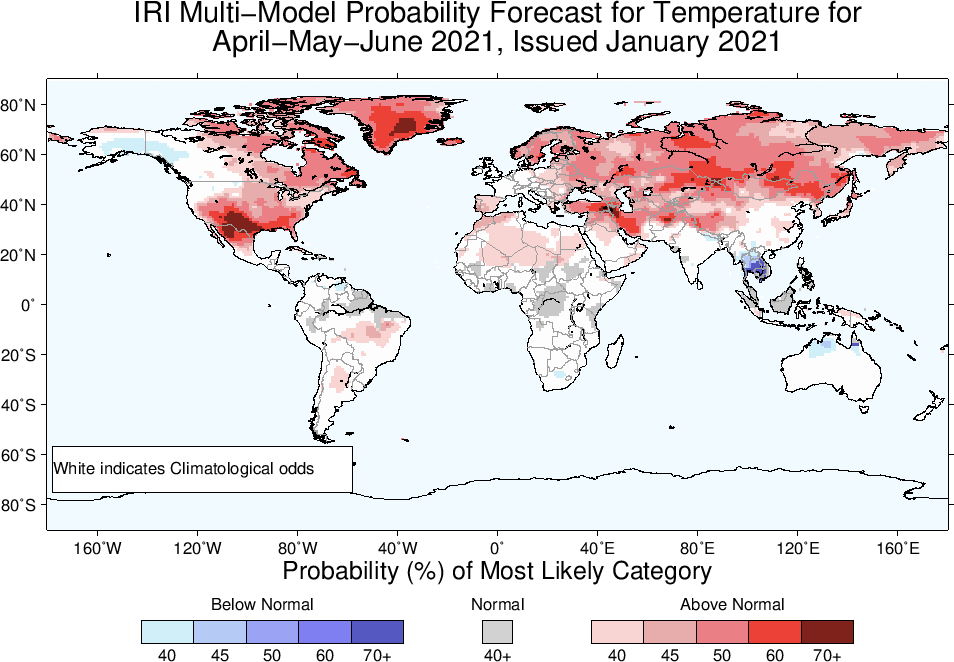 IRI Multi−Model Probability Forecast for Temperature for
April−May−June 2021, Issued January 2021
80˚N
60˚N
40˚N
20˚N
0˚
20˚S
40˚S
60˚S
80˚S
White indicates Climatological odds
160˚W 120˚W 80˚W 40˚W 0˚ 40˚E 80˚E 120˚E 160˚E
Probability (%) of Most Likely Category
Below Normal Normal Above Normal
40 45 50 60 70+ 40+ 40 45 50 60 70+